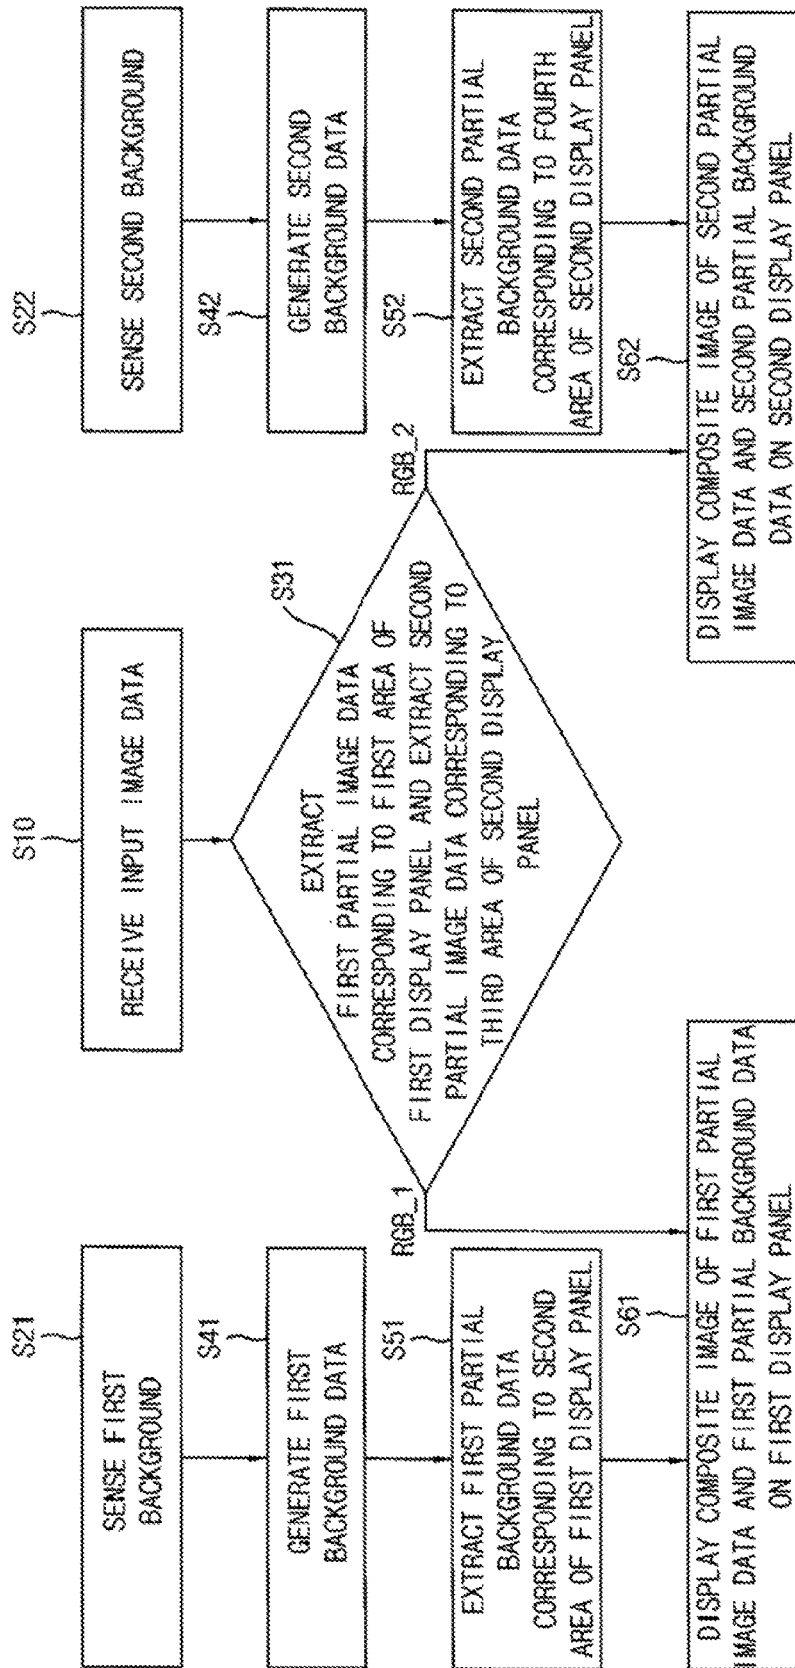 S21
SENSE FIRST
BACKGROUND
S41
GENERATE FIRST
BACKGROUND DATA
S51
EXTRACT FIRST PARTIAL
BACKGROUND DATA
CORRESPONDING TO SECOND
AREA OF FIRST DISPLAY PANEL
S61
DISPLAY COMPOSITE IMAGE OF FIRST PARTIAL
IMAGE DATA AND FIRST PARTIAL BACKGROUND DATA
ON FIRST DISPLAY PANEL
S10
RECEIVE INPUT IMAGE DATA
S31
EXTRACT
FIRST PARTIAL IMAGE DATA
CORRESPONDING TO FIRST AREA OF
FIRST DISPLAY PANEL AND EXTRACT SECOND
PARTIAL IMAGE DATA CORRESPONDING TO
THIRD AREA OF SECOND DISPLAY
PANEL
RGB_1
RGB_2
S22
SENSE SECOND BACKGROUND
S42
GENERATE SECOND
BACKGROUND DATA
S52
EXTRACT SECOND PARTIAL
BACKGROUND DATA
CORRESPONDING TO FOURTH
AREA OF SECOND DISPLAY PANEL
S62
DISPLAY COMPOSITE IMAGE OF SECOND PARTIAL
IMAGE DATA AND SECOND PARTIAL BACKGROUND
DATA ON SECOND DISPLAY PANEL